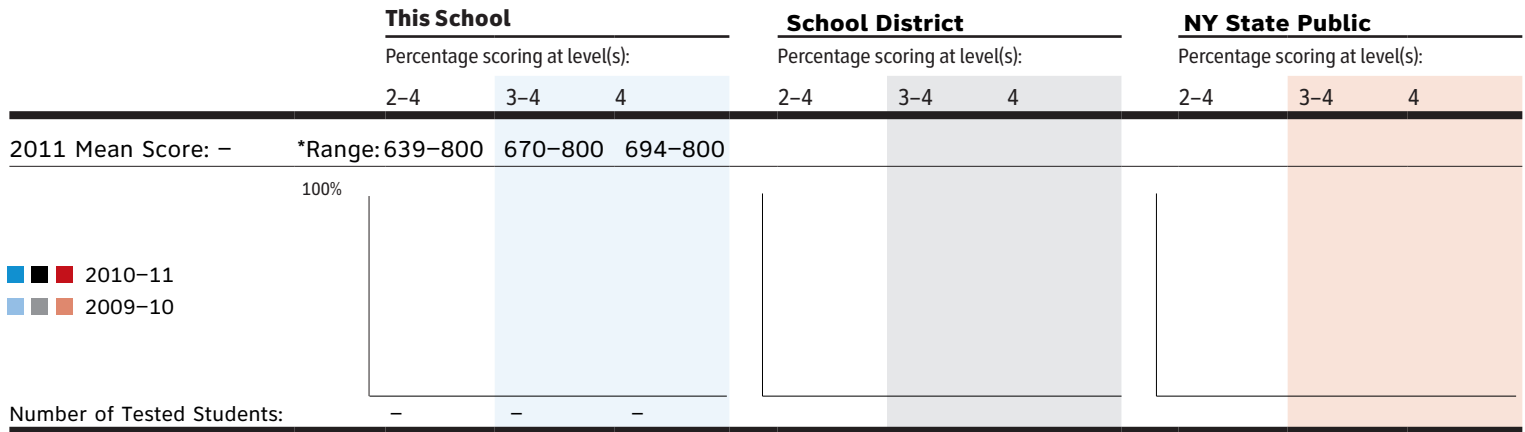 This School School District NY State Public
Percentage scoring at level(s): Percentage scoring at level(s): Percentage scoring at level(s):
2–4 3–4 4 2–4 3–4 4 2–4 3–4 4
2011 Mean Score: – *Range: 639–800 670–800 694–800
100%
2010–11
2009–10
Number of Tested Students: – – –